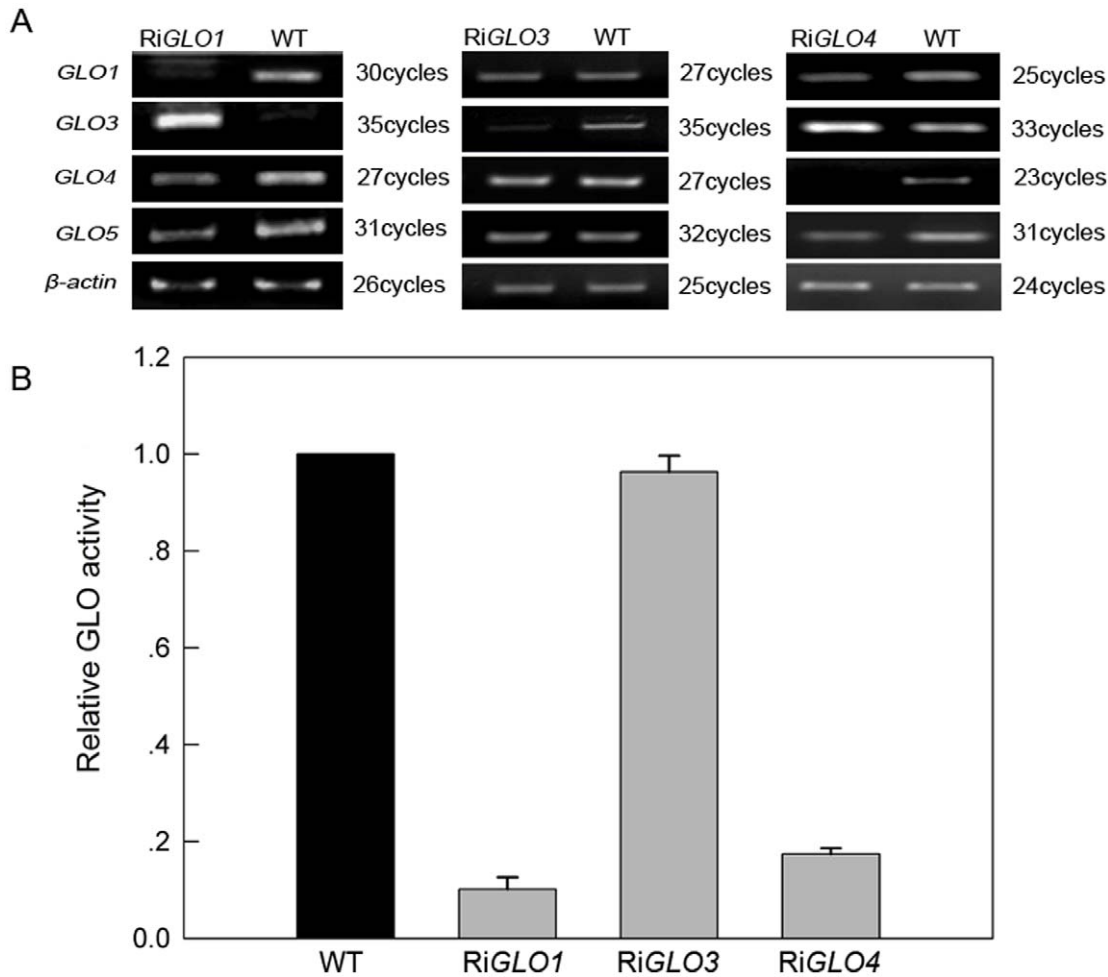 A
RiGLO1 WT RiGLO3 WT RiGLO4 WT
GLO1 30cycles 27cycles 25cycles
GLO3 35cycles 35cycles 33cycles
GLO4 27cycles 27cycles 23cycles
GLO5 31cycles 32cycles 31cycles
β-actin 26cycles 25cycles 24cycles
B
1.2
1.0
.8
.6
.4
.2
0.0
Relative GLO activity
WT RiGLO1 RiGLO3 RiGLO4